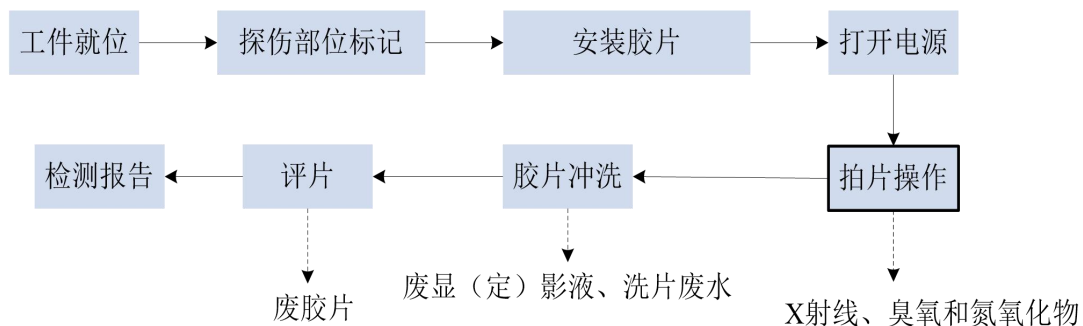 工件就位
探伤部位标记
安装胶片
打开电源
检测报告
评片
胶片冲洗
拍片操作
废胶片
废显（定）影液、洗片废水
X射线、臭氧和氮氧化物